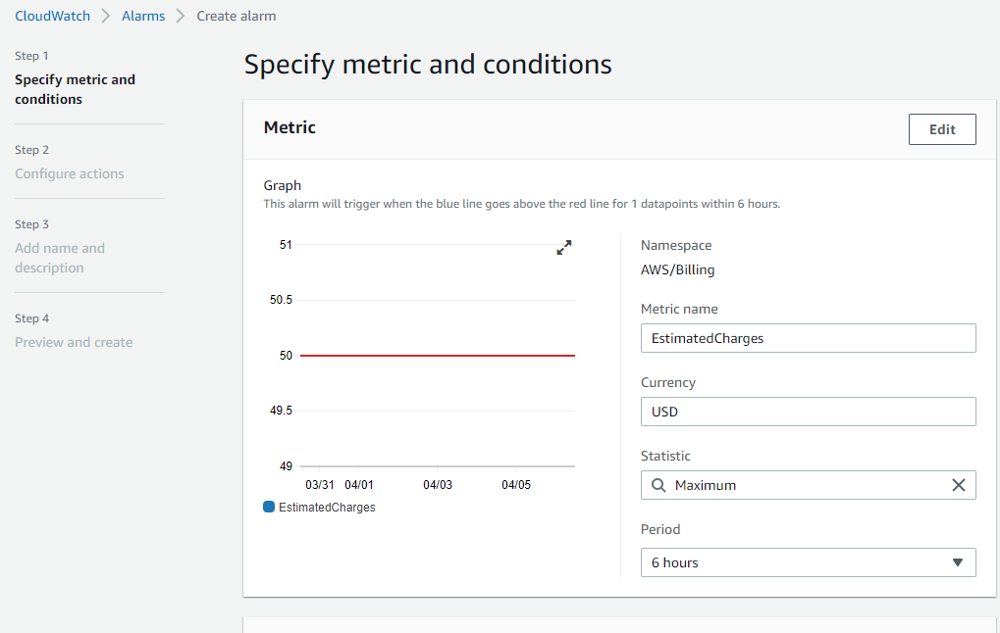 CloudWatch > Alarms > Create alarm
Step 1
Specify metric and
conditions
Step 2
Configure actions
Step 3
Add name and
description
Step 4
Preview and create
Specify metric and conditions
Metric
Edit
Graph
This alarm will trigger when the blue line goes above the red line for 1 datapoints within 6 hours.
51
50.5
50
49.5
49
03/31 04/01 04/03 04/05
EstimatedCharges
Namespace
AWS/Billing
Metric name
EstimatedCharges
Currency
USD
Statistic
Maximum
Period
6 hours